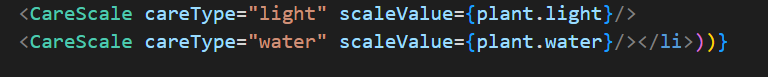 <CareScale careType="light" scaleValue={plant.light}/>
<CareScale careType="water" scaleValue={plant.water}/></li>))}